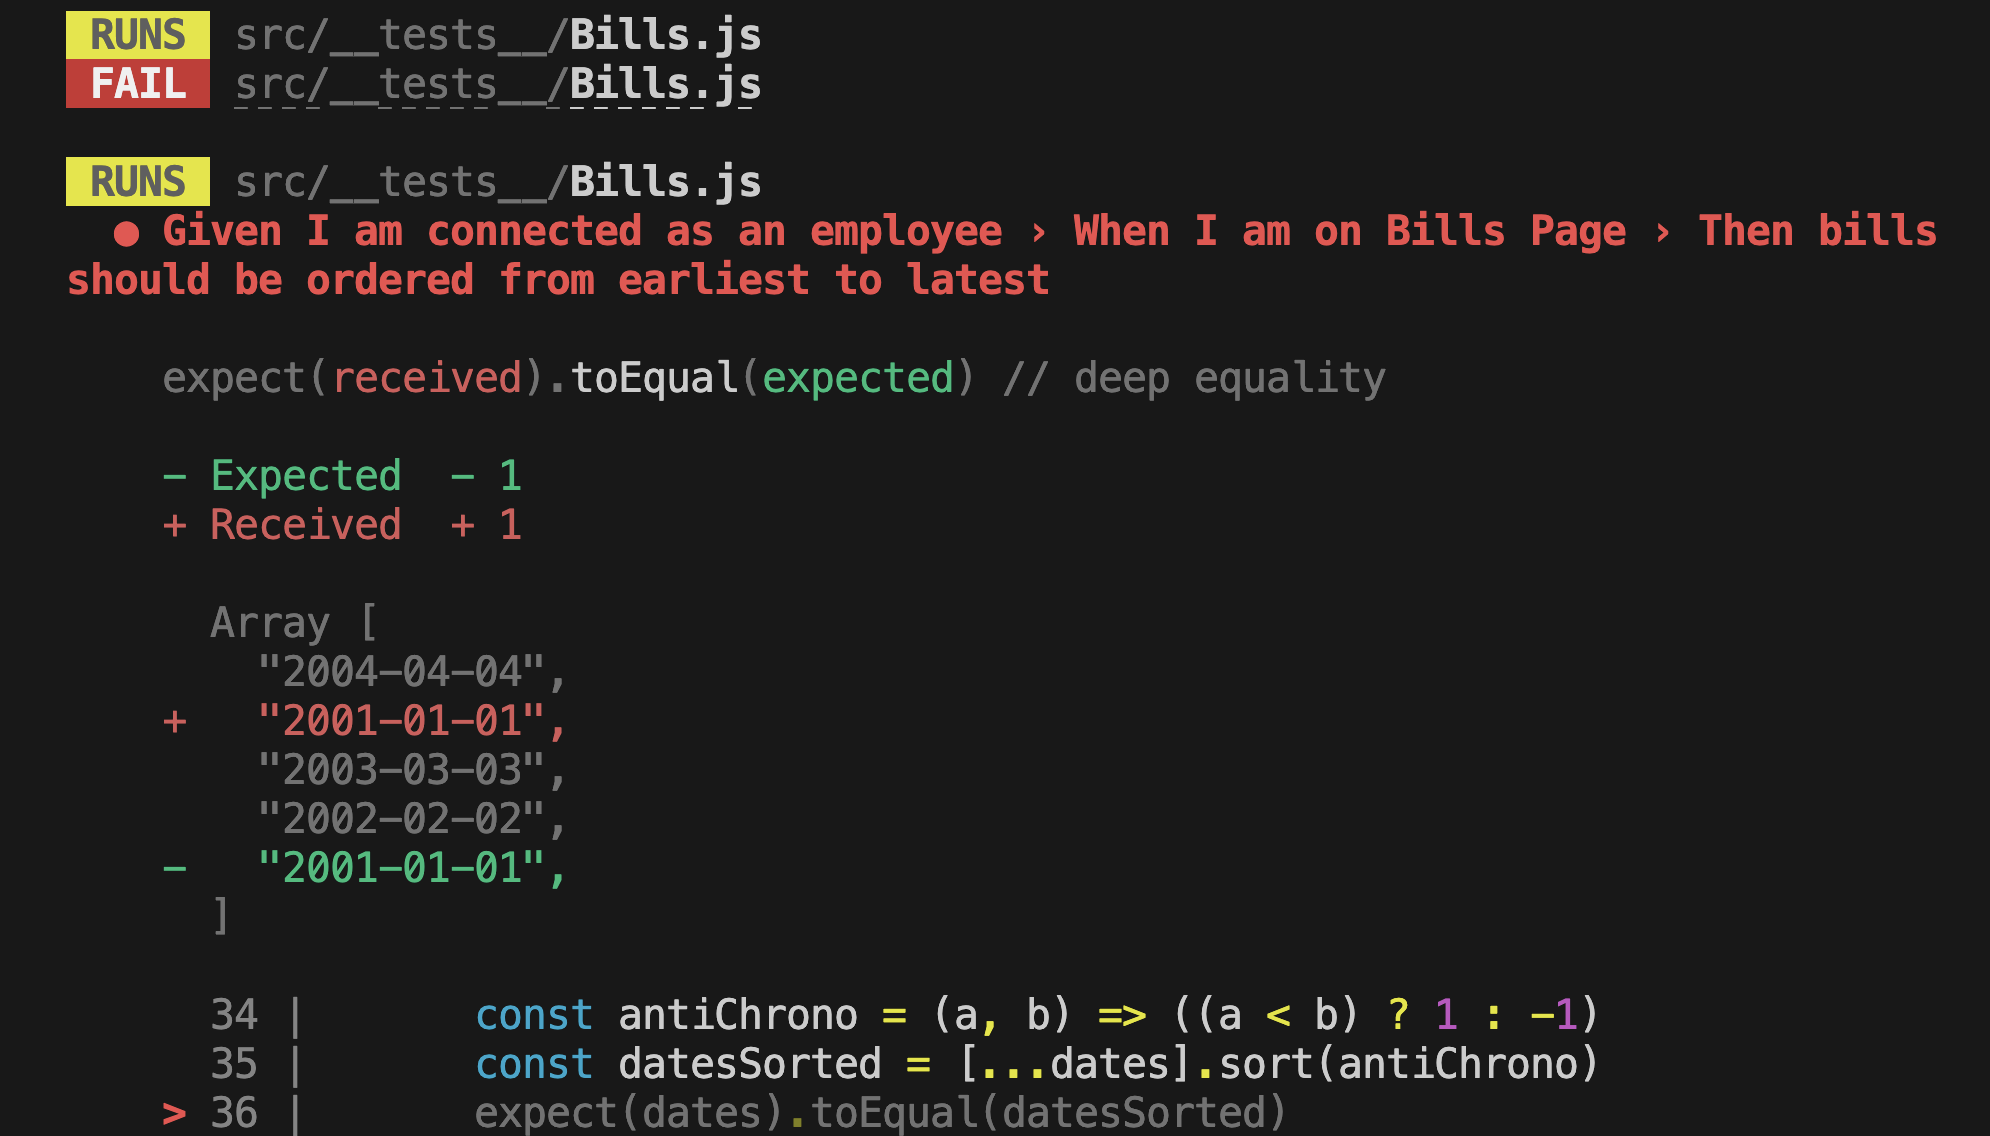 RUNS src/__tests__/Bills.js
FAIL src/__tests__/Bills.js
RUNS src/__tests__/Bills.js
● Given I am connected as an employee › When I am on Bills Page › Then bills
should be ordered from earliest to latest
expect(received).toEqual(expected) // deep equality
- Expected  - 1
+ Received  + 1
Array [
"2004-04-04",
+ "2001-01-01",
"2003-03-03",
"2002-02-02",
- "2001-01-01",
]
34 | const antiChrono = (a, b) => ((a < b) ? 1 : -1)
35 | const datesSorted = [...dates].sort(antiChrono)
> 36 | expect(dates).toEqual(datesSorted)